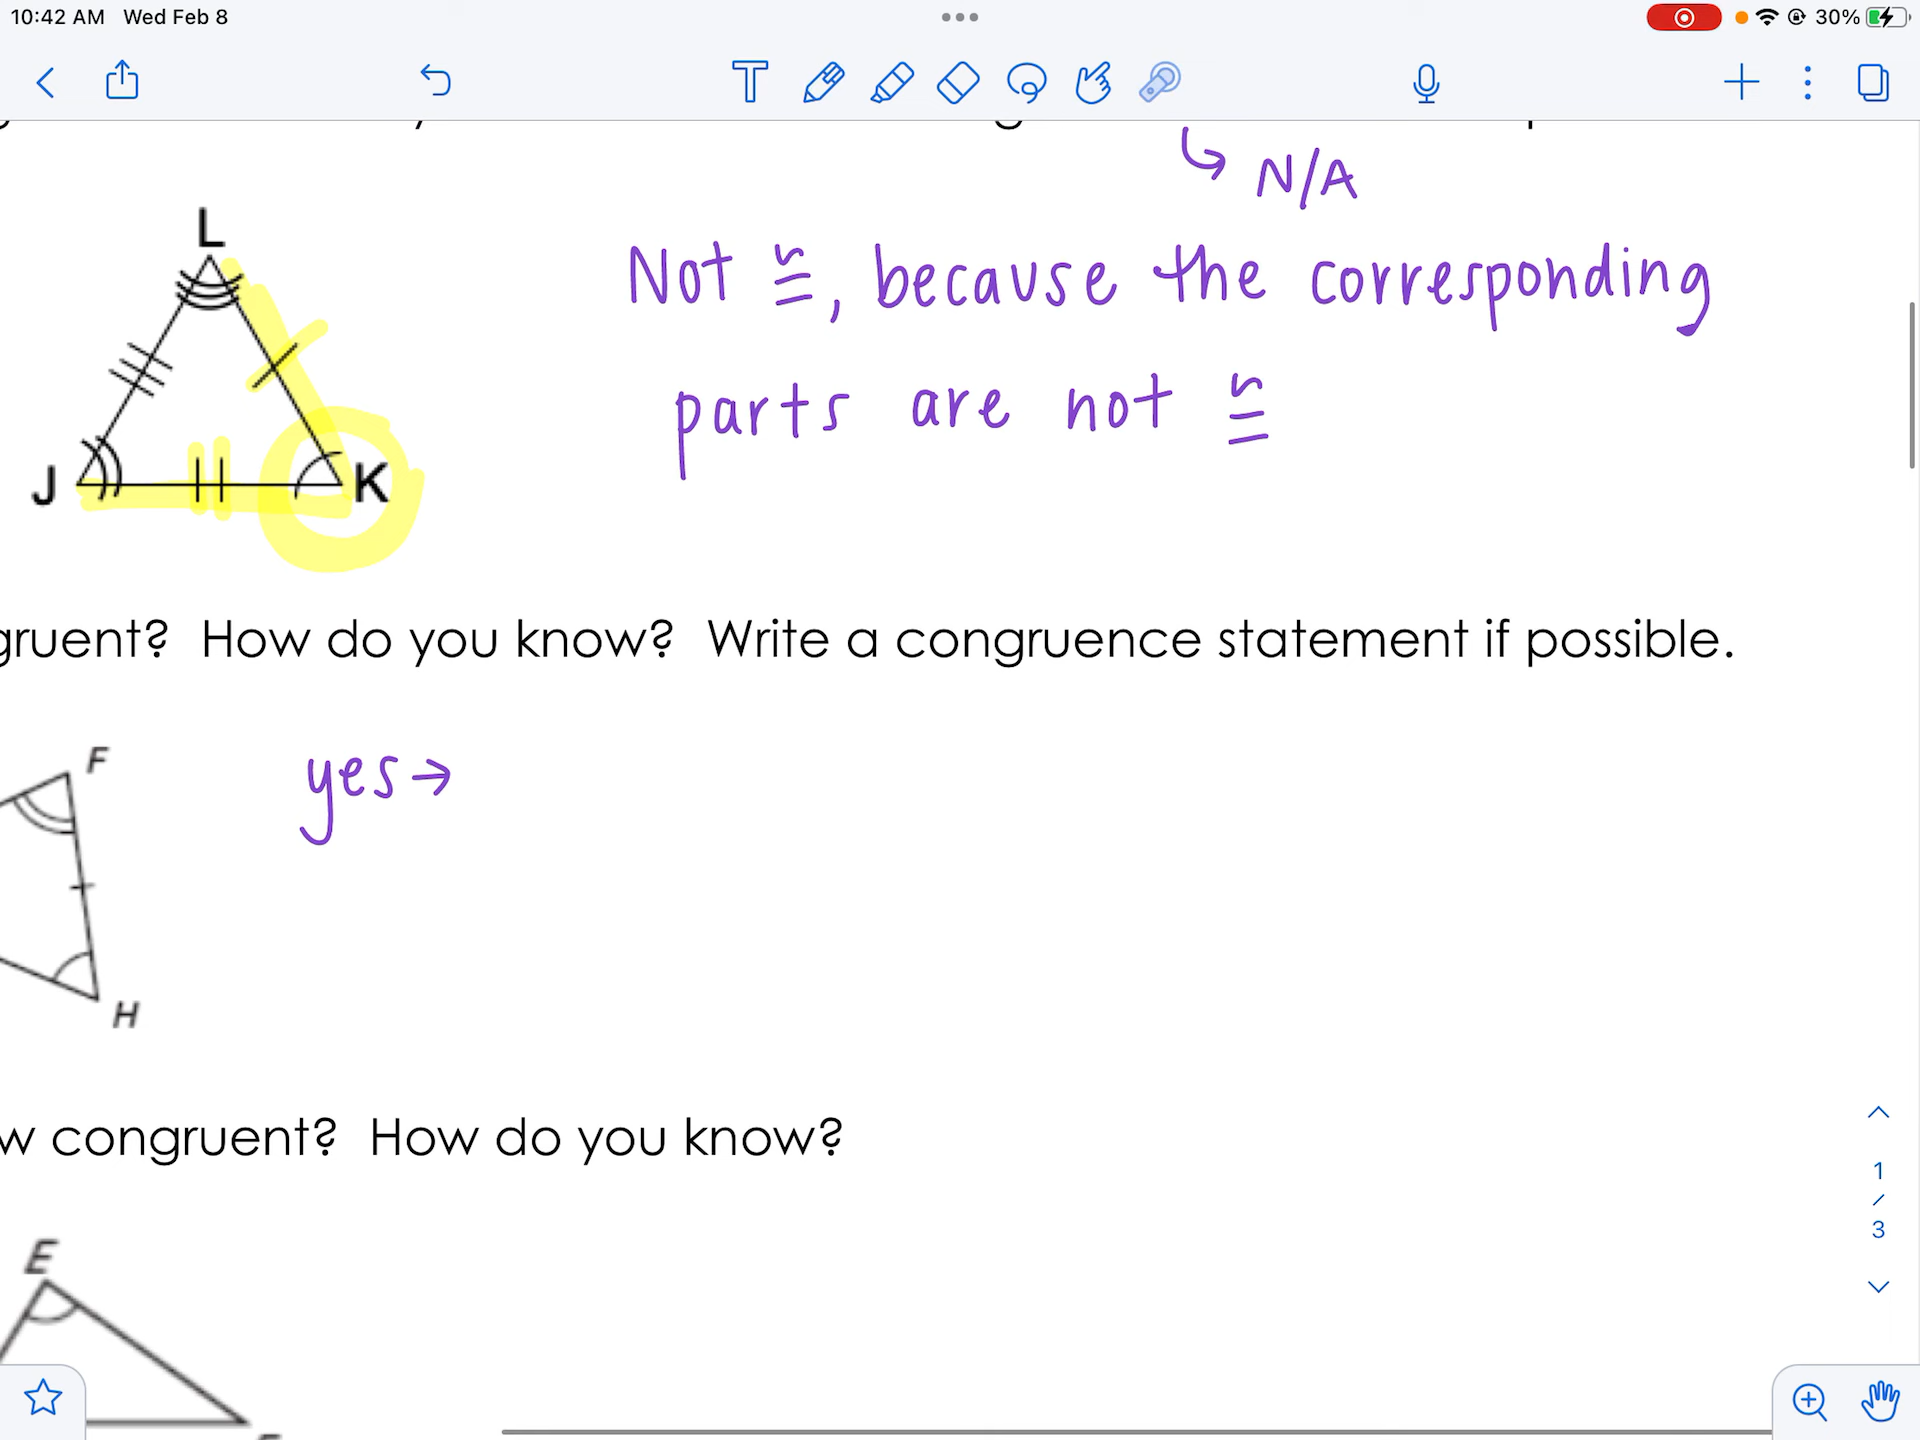 10:42 AM Wed Feb 8
30%
N/A
L
Not ≅, because the corresponding
parts are not ≅
J
K
gruent? How do you know? Write a congruence statement if possible.
F
yes→
H
w congruent? How do you know?
1
/
3
E